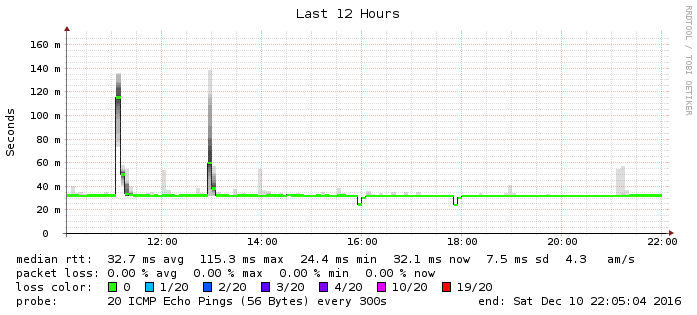 Last 12 Hours
RRDTOOL / TOBI OETIKER
Seconds
160 m
140 m
120 m
100 m
80 m
60 m
40 m
20 m
0
12:00 14:00 16:00 18:00 20:00 22:00
median rtt: 32.7 ms avg 115.3 ms max 24.4 ms min 32.1 ms now 7.5 ms sd 4.3 am/s
packet loss: 0.00 % avg 0.00 % max 0.00 % min 0.00 % now
loss color: 0 1/20 2/20 3/20 4/20 10/20 19/20
probe: 20 ICMP Echo Pings (56 Bytes) every 300s end: Sat Dec 10 22:05:04 2016